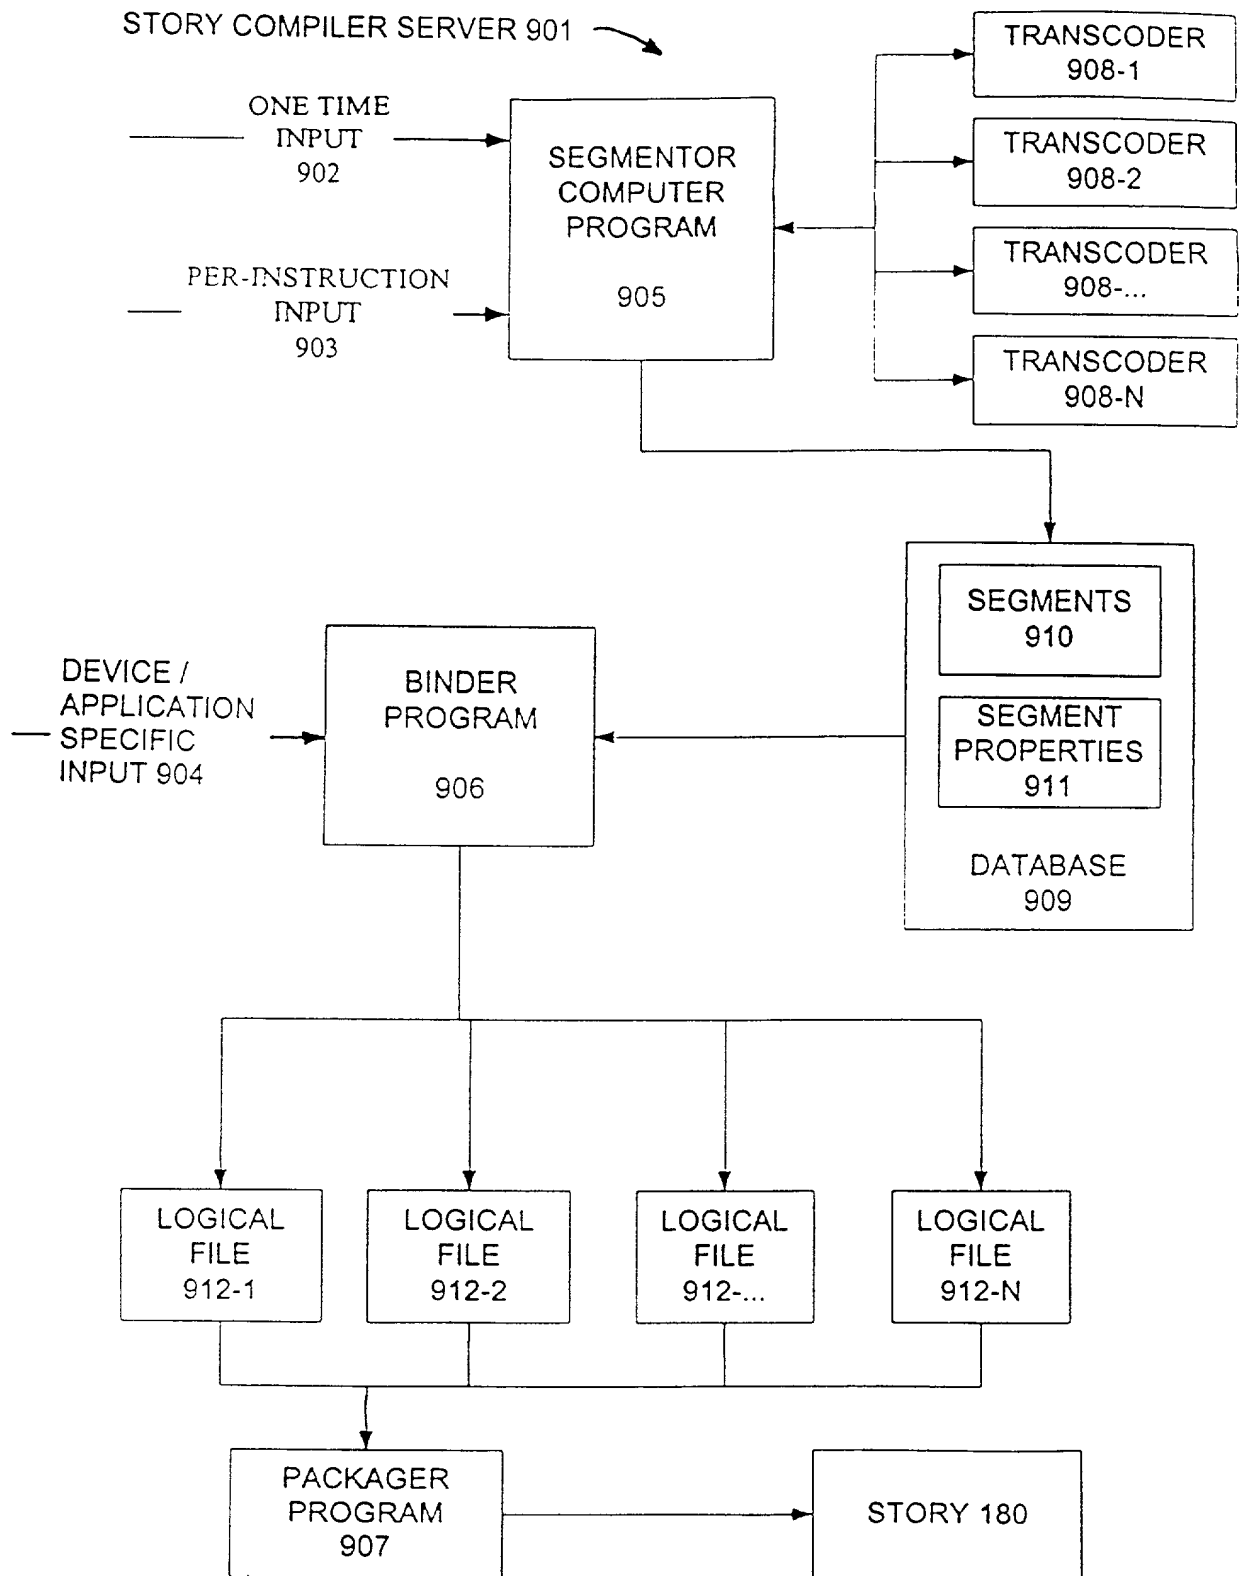 STORY COMPILER SERVER 901
ONE TIME
INPUT
902
PER-INSTRUCTION
INPUT
903
SEGMENTOR
COMPUTER
PROGRAM
905
TRANSCODER
908-1
TRANSCODER
908-2
TRANSCODER
908-...
TRANSCODER
908-N
SEGMENTS
910
SEGMENT
PROPERTIES
911
DATABASE
909
DEVICE /
APPLICATION
SPECIFIC
INPUT 904
BINDER
PROGRAM
906
LOGICAL
FILE
912-1
LOGICAL
FILE
912-2
LOGICAL
FILE
912-...
LOGICAL
FILE
912-N
PACKAGER
PROGRAM
907
STORY 180